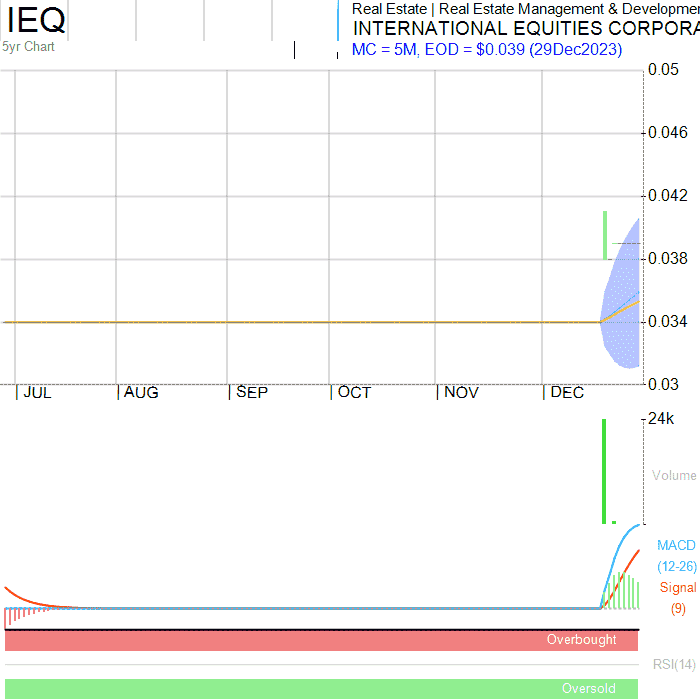 IEQ
Real Estate | Real Estate Management & Developmen
INTERNATIONAL EQUITIES CORPORA
5yr Chart
MC = 5M, EOD = $0.039 (29Dec2023)
0.05
0.046
0.042
0.038
0.034
0.03
JUL AUG SEP OCT NOV DEC
24k
Volume
MACD
(12-26)
Signal
(9)
Overbought
RSI(14)
Oversold